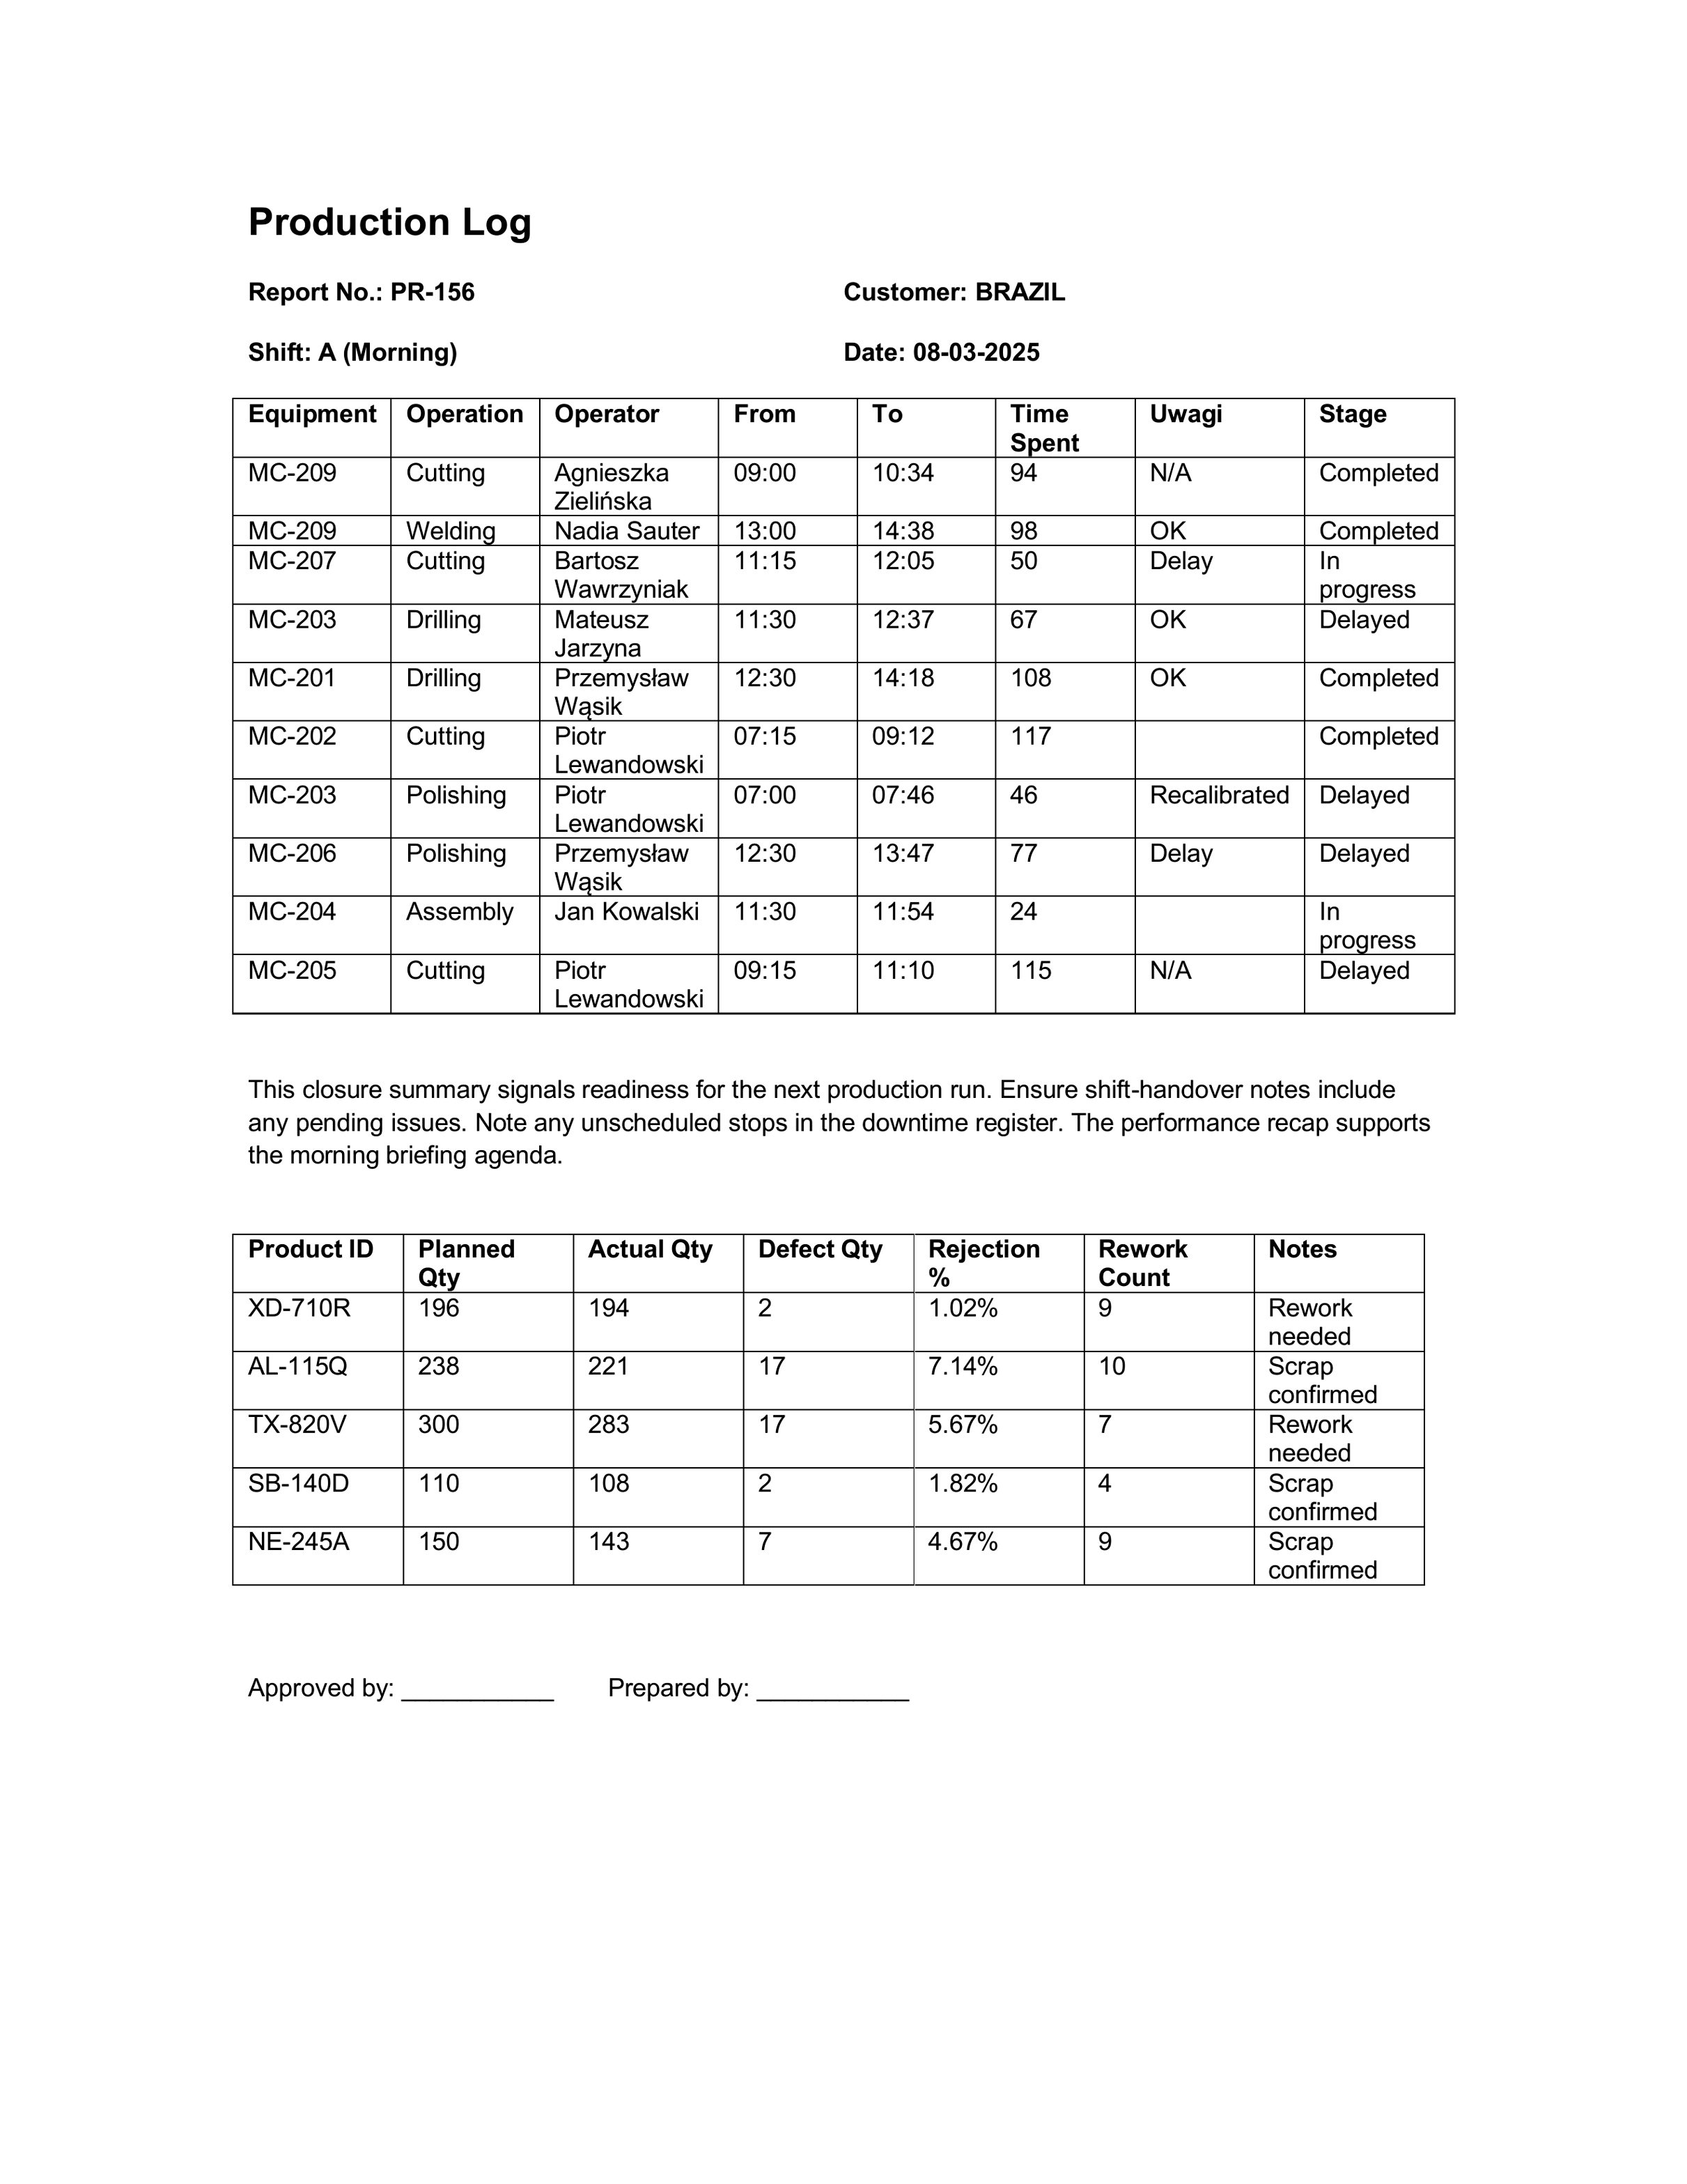 Production Log
Report No.: PR-156 Customer: BRAZIL
Shift: A (Morning) Date: 08-03-2025
Equipment Operation Operator From To Time Spent Uwagi Stage
MC-209 Cutting Agnieszka Zielińska 09:00 10:34 94 N/A Completed
MC-209 Welding Nadia Sauter 13:00 14:38 98 OK Completed
MC-207 Cutting Bartosz Wawrzyniak 11:15 12:05 50 Delay In progress
MC-203 Drilling Mateusz Jarzyna 11:30 12:37 67 OK Delayed
MC-201 Drilling Przemysław Wąsik 12:30 14:18 108 OK Completed
MC-202 Cutting Piotr Lewandowski 07:15 09:12 117 Completed
MC-203 Polishing Piotr Lewandowski 07:00 07:46 46 Recalibrated Delayed
MC-206 Polishing Przemysław Wąsik 12:30 13:47 77 Delay Delayed
MC-204 Assembly Jan Kowalski 11:30 11:54 24 In progress
MC-205 Cutting Piotr Lewandowski 09:15 11:10 115 N/A Delayed
This closure summary signals readiness for the next production run. Ensure shift-handover notes include
any pending issues. Note any unscheduled stops in the downtime register. The performance recap supports
the morning briefing agenda.
Product ID Planned Qty Actual Qty Defect Qty Rejection % Rework Count Notes
XD-710R 196 194 2 1.02% 9 Rework needed
AL-115Q 238 221 17 7.14% 10 Scrap confirmed
TX-820V 300 283 17 5.67% 7 Rework needed
SB-140D 110 108 2 1.82% 4 Scrap confirmed
NE-245A 150 143 7 4.67% 9 Scrap confirmed
Approved by: ___________ Prepared by: ___________